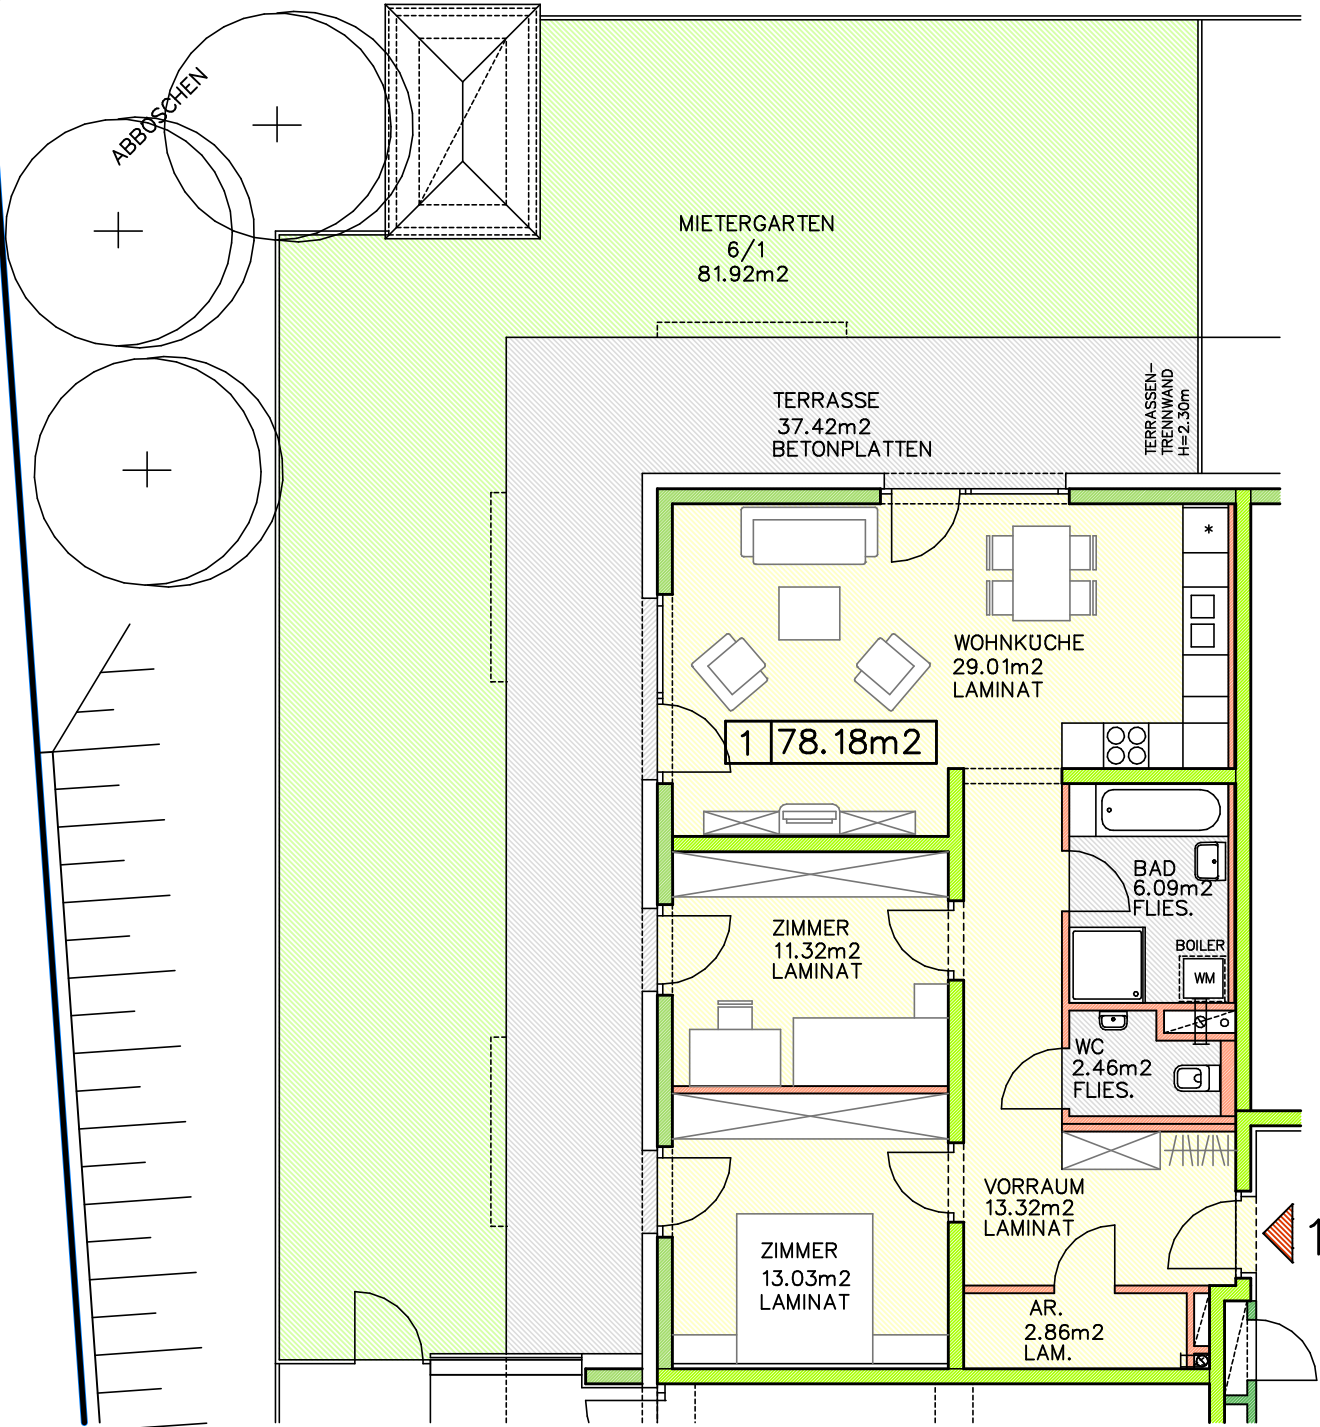 ABBÖSCHEN
MIETERGARTEN
6/1
81.92m2
TERRASSE
37.42m2
BETONPLATTEN
TERRASSEN-
TRENNWAND
H=2.30m
*
WOHNKÜCHE
29.01m2
LAMINAT
1 78.18m2
BAD
6.09m2
FLIES.
BOILER
WM
ZIMMER
11.32m2
LAMINAT
WC
2.46m2
FLIES.
VORRAUM
13.32m2
LAMINAT
1
ZIMMER
13.03m2
LAMINAT
AR.
2.86m2
LAM.